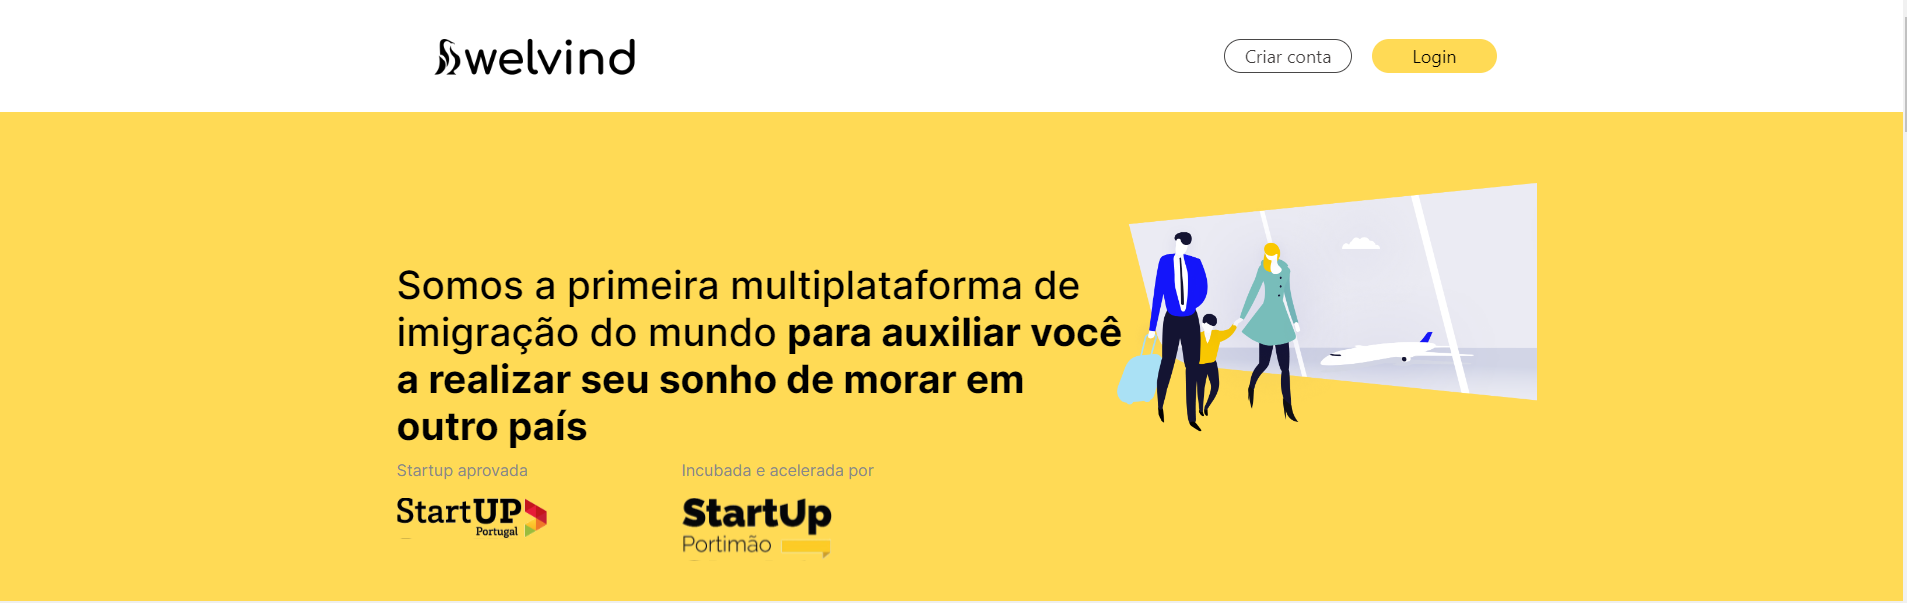 welvind
Criar conta
Login
Somos a primeira multiplataforma de
imigração do mundo para auxiliar você
a realizar seu sonho de morar em
outro país
Startup aprovada
Incubada e acelerada por
StartUP
Portugal
StartUp
Portimão